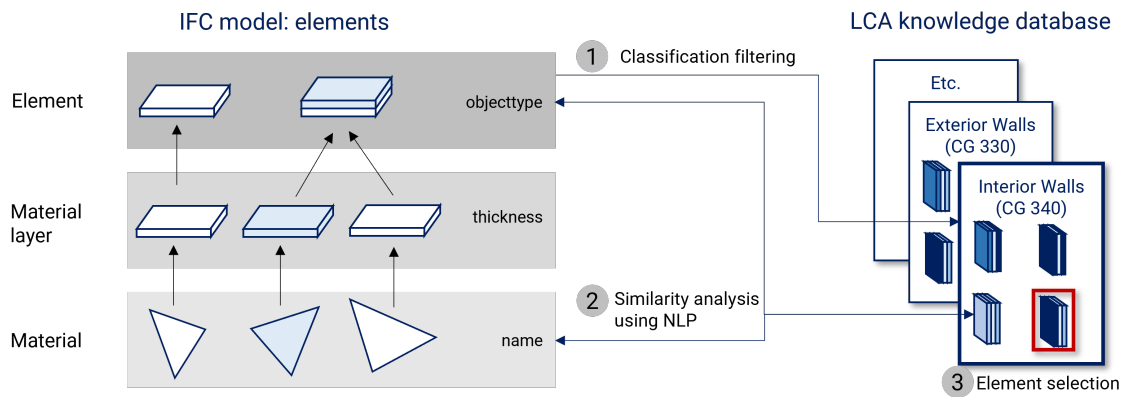 IFC model: elements
LCA knowledge database
1 Classification filtering
Element
objecttype
Etc.
Exterior Walls
(CG 330)
Interior Walls
(CG 340)
Material
layer
thickness
2 Similarity analysis
using NLP
Material
name
3 Element selection